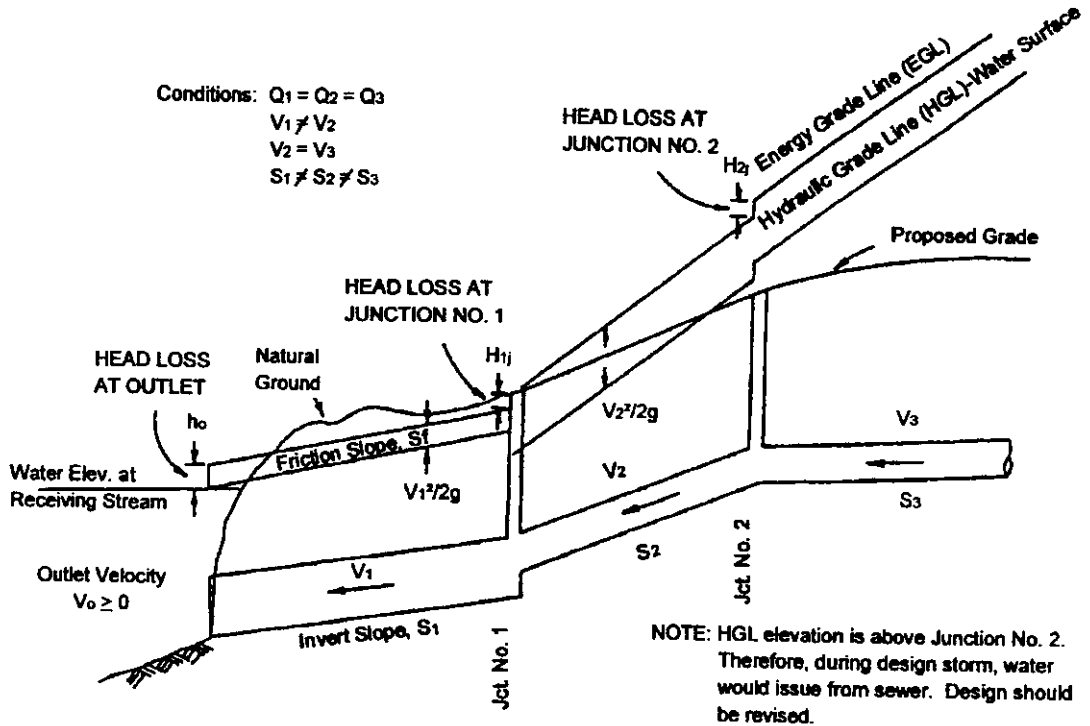 Conditions: Q₁ = Q₂ = Q₃
V₁ ≠ V₂
V₂ = V₃
S₁ ≠ S₂ ≠ S₃
HEAD LOSS AT
JUNCTION NO. 2
H₂ⱼ
Energy Grade Line (EGL)
Hydraulic Grade Line (HGL)-Water Surface
Proposed Grade
HEAD LOSS AT
JUNCTION NO. 1
H₁ⱼ
HEAD LOSS
AT OUTLET
hₒ
Natural
Ground
Friction Slope, Sf
V₁²/2g
V₂²/2g
Water Elev. at
Receiving Stream
V₃
S₃
V₂
S₂
Outlet Velocity
Vₒ ≥ 0
V₁
Invert Slope, S₁
Jct. No. 1
Jct. No. 2
NOTE: HGL elevation is above Junction No. 2.
Therefore, during design storm, water
would issue from sewer. Design should
be revised.